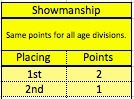 Showmanship
Same points for all age divisions.
Placing Points
1st 2
2nd 1